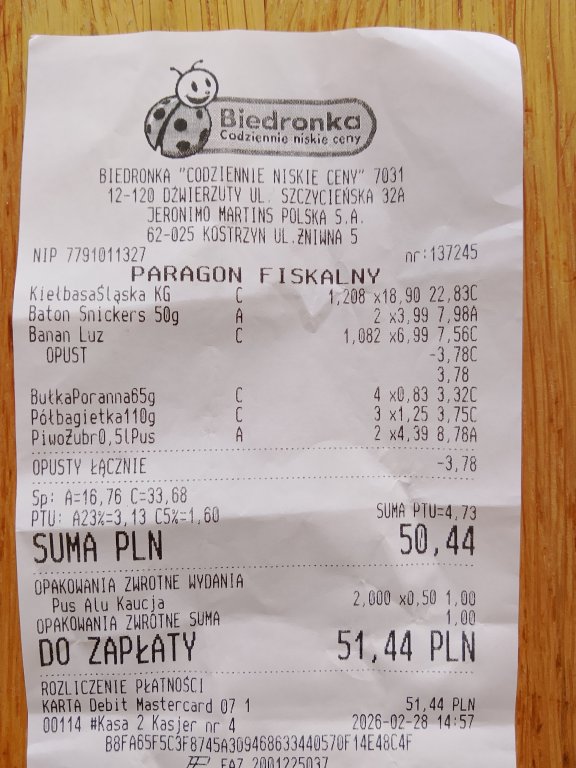 Biedronka
Codziennie niskie ceny
BIEDRONKA "CODZIENNIE NISKIE CENY" 7031
12-120 DŹWIERZUTY UL. SZCZYCIEŃSKA 32A
JERONIMO MARTINS POLSKA S.A.
62-025 KOSTRZYN UL.ŻNIWNA 5
NIP 7791011327 nr:137245
PARAGON FISKALNY
KiełbasaŚląska KG C 1,208 x18,90 22,83C
Baton Snickers 50g A 2 x3,99 7,98A
Banan Luz C 1,082 x6,99 7,56C
OPUST -3,78C
3,78
BułkaPoranna65g C 4 x0,83 3,32C
Półbagietka110g C 3 x1,25 3,75C
PiwoŻubr0,5lPus A 2 x4,39 8,78A
OPUSTY ŁĄCZNIE -3,78
Sp: A=16,76 C=33,68
PTU: A23%=3,13 C5%=1,60 SUMA PTU=4,73
SUMA PLN 50,44
OPAKOWANIA ZWROTNE WYDANIA
Pus Alu Kaucja 2,000 x0,50 1,00
OPAKOWANIA ZWROTNE SUMA 1,00
DO ZAPŁATY 51,44 PLN
ROZLICZENIE PŁATNOŚCI
KARTA Debit Mastercard 07 1 51,44 PLN
00114 #Kasa 2 Kasjer nr 4 2026-02-28 14:57
B8FA65F5C3F8745A309468633440570F14E48C4F
EAZ 2001225037